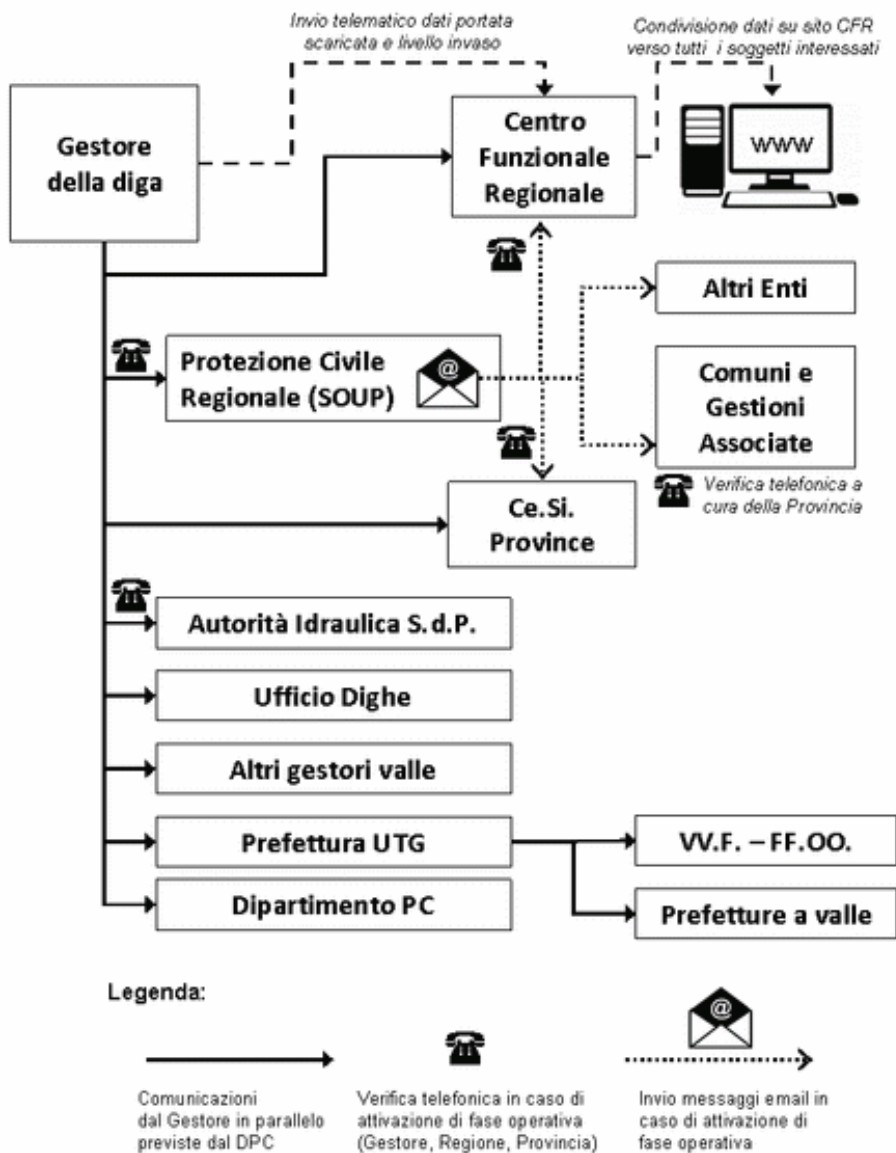 Invio telematico dati portata
scaricata e livello invaso
Condivisione dati su sito CFR
verso tutti i soggetti interessati
Gestore
della diga
Centro
Funzionale
Regionale
WWW
Altri Enti
@
Protezione Civile
Regionale (SOUP)
Comuni e
Gestioni
Associate
Verifica telefonica a
cura della Provincia
Ce.Si.
Province
Autorità Idraulica S.d.P.
Ufficio Dighe
Altri gestori valle
Prefettura UTG
VV.F. – FF.OO.
Dipartimento PC
Prefetture a valle
Legenda:
@
Comunicazioni
dal Gestore in parallelo
previste dal DPC
Verifica telefonica in caso di
attivazione di fase operativa
(Gestore, Regione, Provincia)
Invio messaggi email in
caso di attivazione di
fase operativa